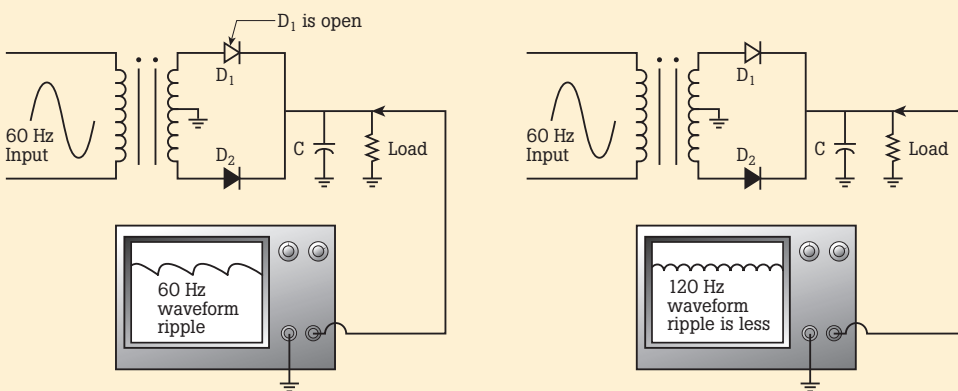 D1 is open
D1
60 Hz
Input
D2
C
Load
60 Hz
waveform
ripple
D1
60 Hz
Input
D2
C
Load
120 Hz
waveform
ripple is less